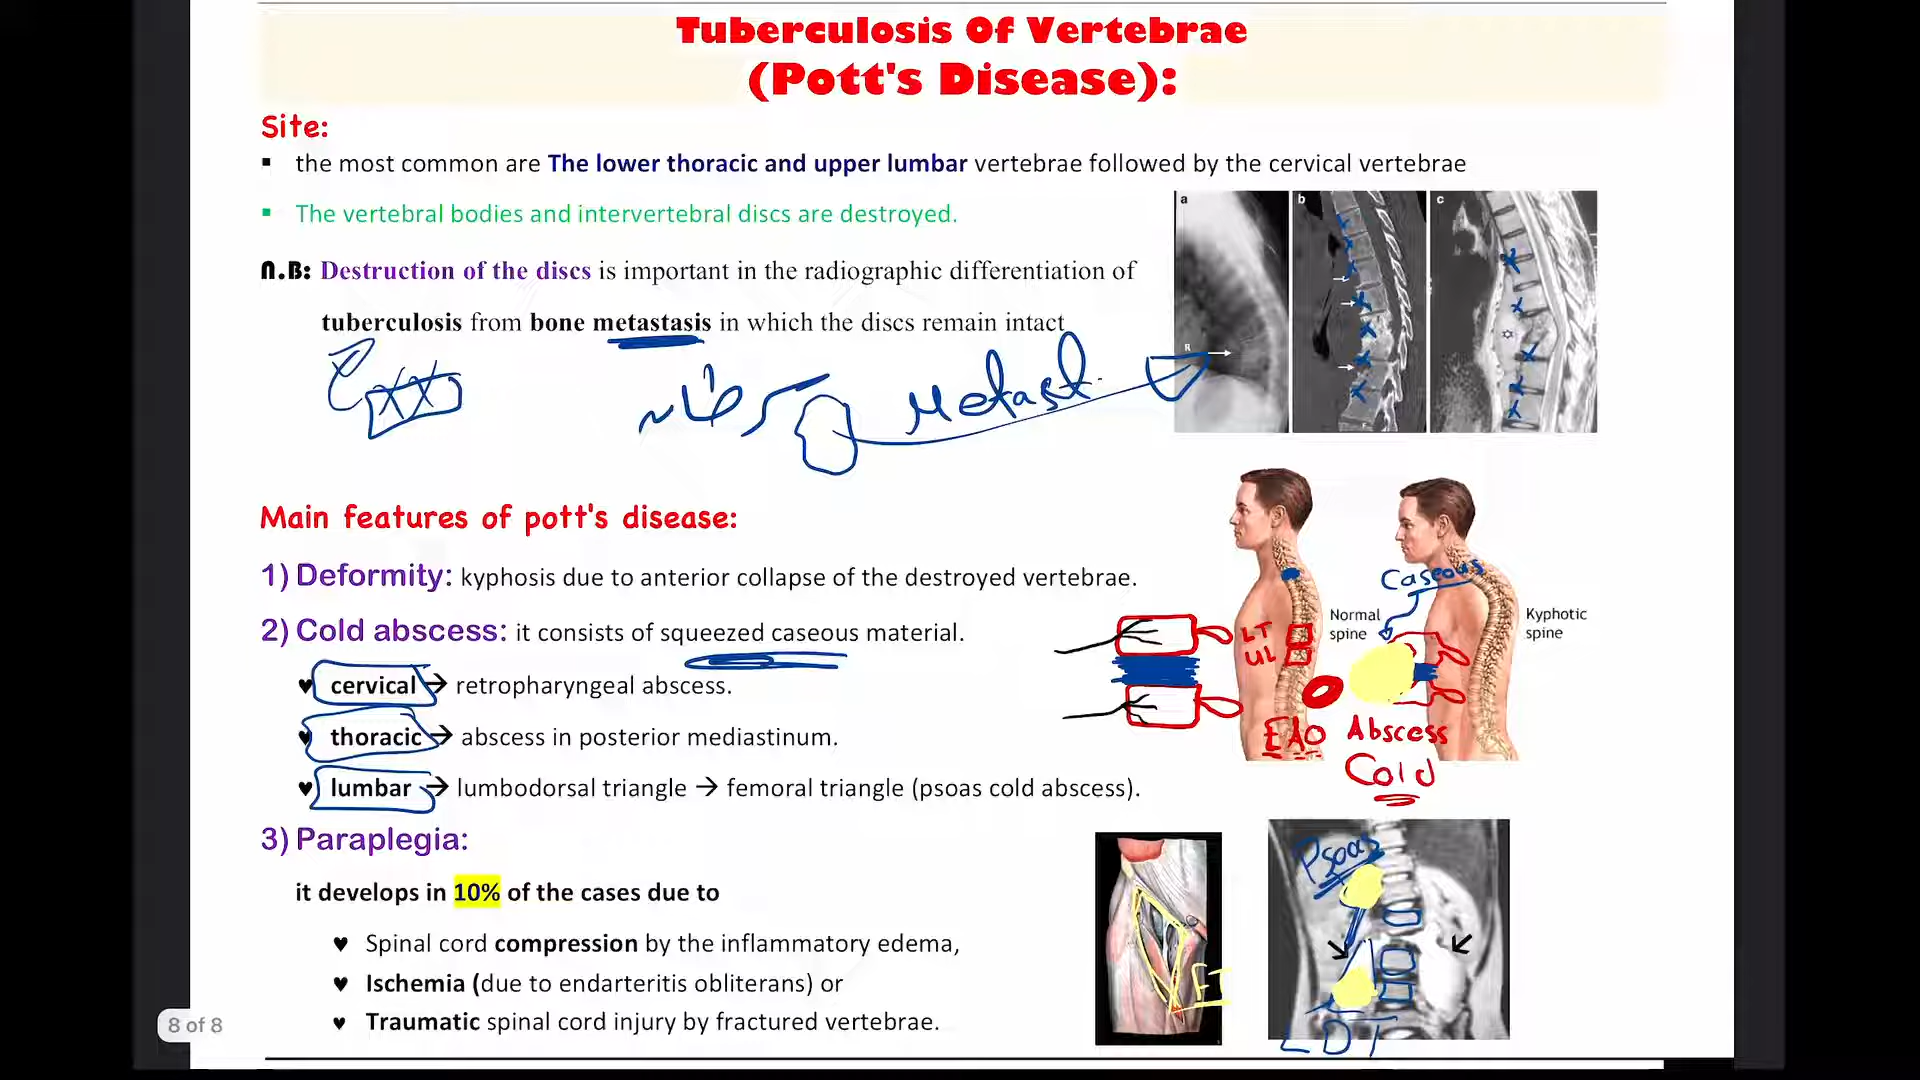 Tuberculosis Of Vertebrae
(Pott's Disease):
Site:
▪ the most common are The lower thoracic and upper lumbar vertebrae followed by the cervical vertebrae
▪ The vertebral bodies and intervertebral discs are destroyed.
a
b
c
N.B: Destruction of the discs is important in the radiographic differentiation of
tuberculosis from bone metastasis in which the discs remain intact
R
Metast.
Main features of pott's disease:
1) Deformity: kyphosis due to anterior collapse of the destroyed vertebrae.
2) Cold abscess: it consists of squeezed caseous material.
♥ cervical → retropharyngeal abscess.
♥ thoracic → abscess in posterior mediastinum.
♥ lumbar → lumbodorsal triangle → femoral triangle (psoas cold abscess).
Caseous
Normal
spine
Kyphotic
spine
LT
UL
EAO
Abscess
Cold
3) Paraplegia:
it develops in 10% of the cases due to
♥ Spinal cord compression by the inflammatory edema,
♥ Ischemia (due to endarteritis obliterans) or
♥ Traumatic spinal cord injury by fractured vertebrae.
FT
Psoas
LDT
8 of 8